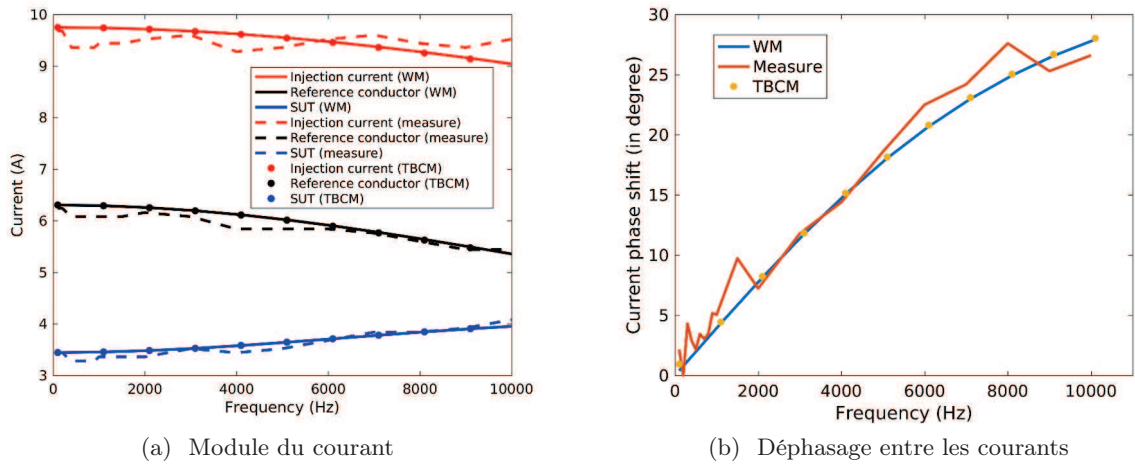 10
9
8
7
6
5
4
3
Current (A)
Injection current (WM)
Reference conductor (WM)
SUT (WM)
Injection current (measure)
Reference conductor (measure)
SUT (measure)
Injection current (TBCM)
Reference conductor (TBCM)
SUT (TBCM)
0 2000 4000 6000 8000 10000
Frequency (Hz)
(a) Module du courant
30
25
20
15
10
5
0
Current phase shift (in degree)
WM
Measure
TBCM
2000 4000 6000 8000 10000
Frequency (Hz)
(b) Déphasage entre les courants